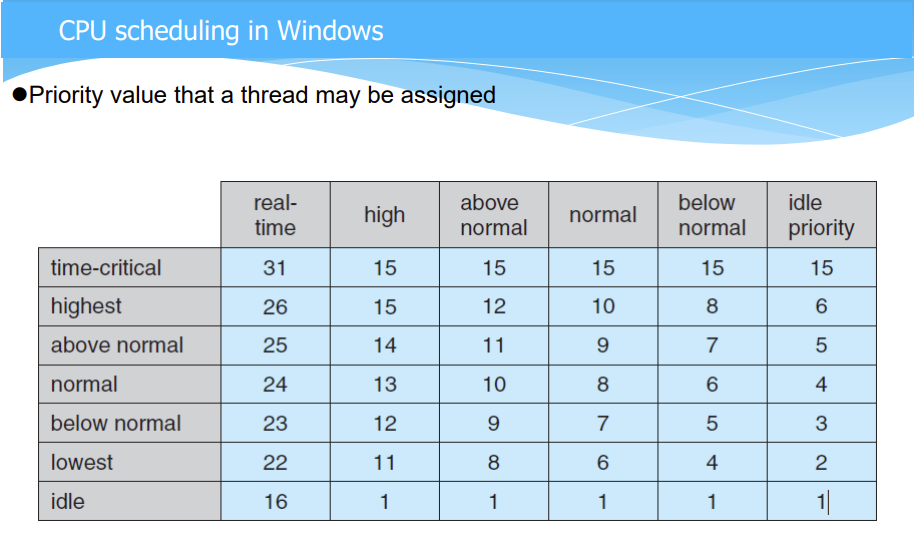 CPU scheduling in Windows
●Priority value that a thread may be assigned
real-
time
high
above
normal
normal
below
normal
idle
priority
time-critical 31 15 15 15 15 15
highest 26 15 12 10 8 6
above normal 25 14 11 9 7 5
normal 24 13 10 8 6 4
below normal 23 12 9 7 5 3
lowest 22 11 8 6 4 2
idle 16 1 1 1 1 1